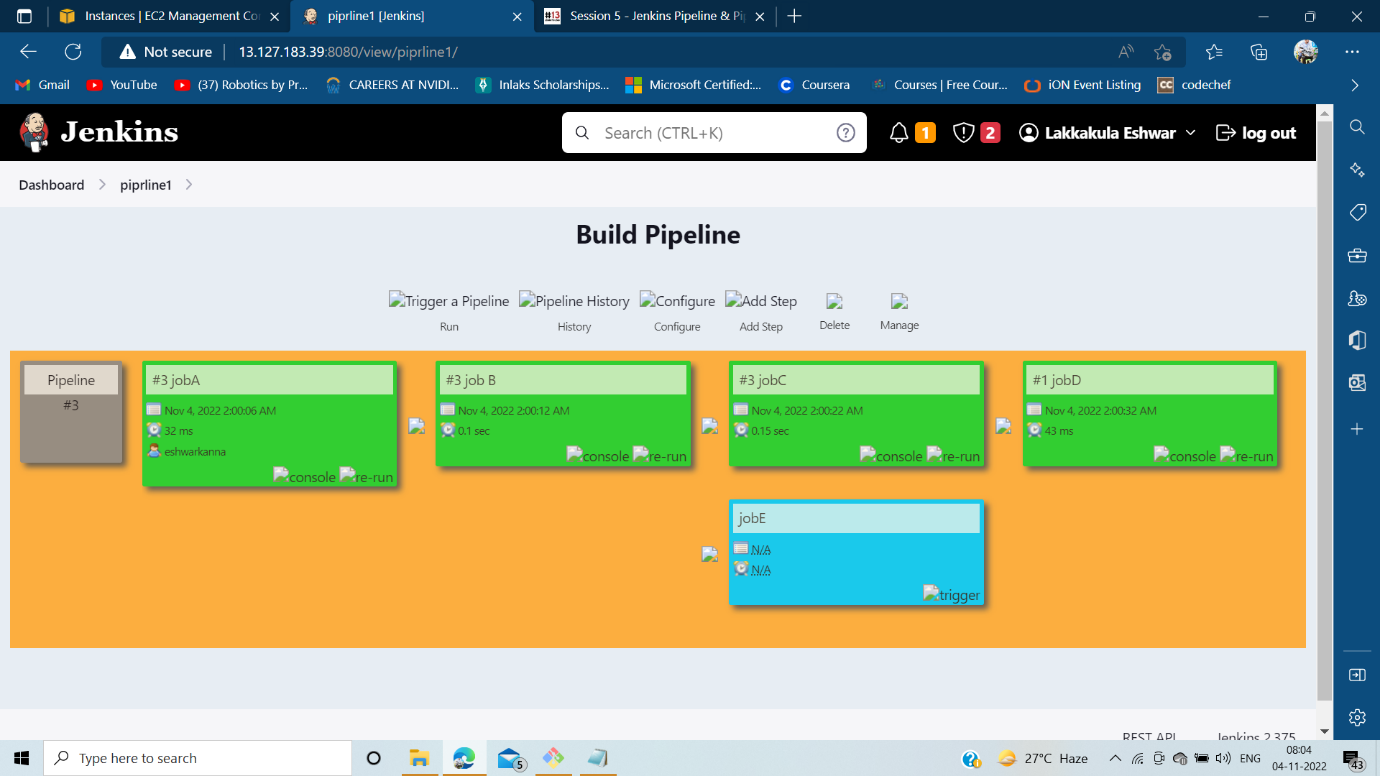 Instances | EC2 Management Co
piprline1 [Jenkins]
#13 Session 5 - Jenkins Pipeline & Pi
Not secure 13.127.183.39:8080/view/piprline1/
Gmail YouTube (37) Robotics by Pr... CAREERS AT NVIDI... Inlaks Scholarships... Microsoft Certified:... Coursera Courses | Free Cour... iON Event Listing CC codechef
Jenkins Search (CTRL+K) 1 2 Lakkakula Eshwar log out
Dashboard piprline1
Build Pipeline
Trigger a Pipeline Pipeline History Configure Add Step
Run History Configure Add Step Delete Manage
Pipeline
#3
#3 jobA
Nov 4, 2022 2:00:06 AM
32 ms
eshwarkanna
console re-run
#3 job B
Nov 4, 2022 2:00:12 AM
0.1 sec
console re-run
#3 jobC
Nov 4, 2022 2:00:22 AM
0.15 sec
console re-run
#1 jobD
Nov 4, 2022 2:00:32 AM
43 ms
console re-run
jobE
N/A
N/A
trigger
REST API Jenkins 2.375
Type here to search
5
27°C Haze
ENG
08:04
04-11-2022
43